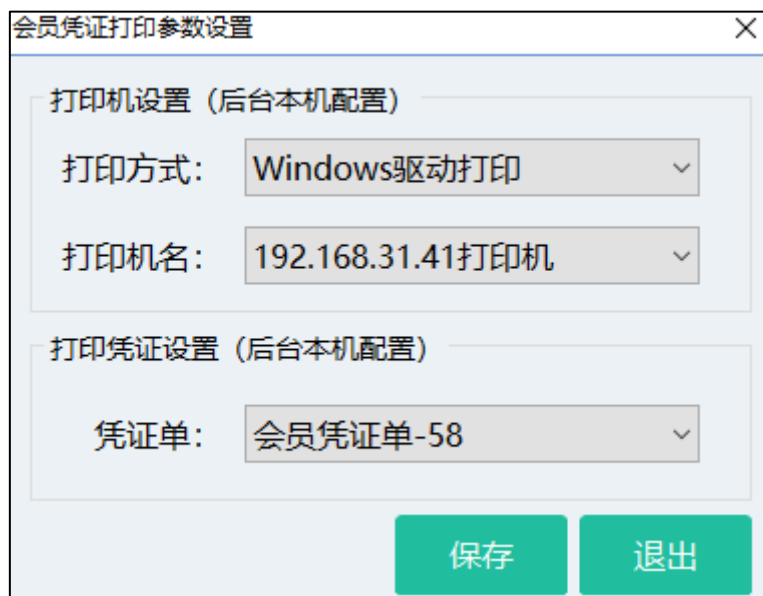 会员凭证打印参数设置
打印机设置（后台本机配置）
打印方式： Windows驱动打印
打印机名： 192.168.31.41打印机
打印凭证设置（后台本机配置）
凭证单： 会员凭证单-58
保存 退出